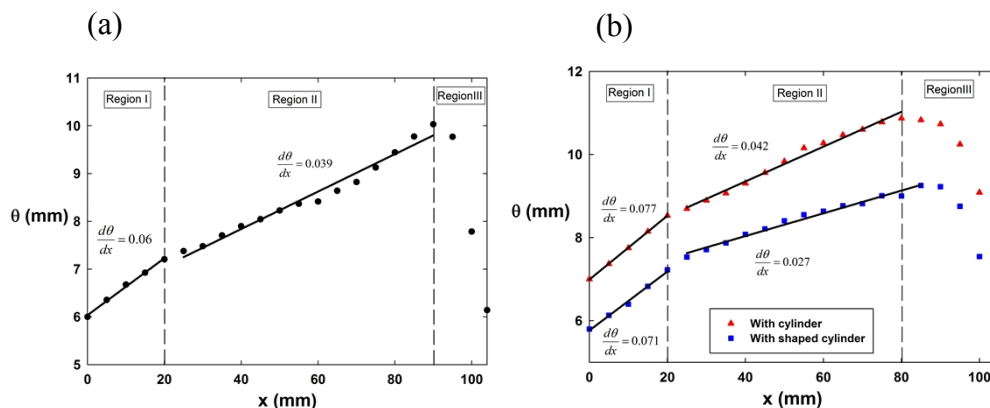 (a)
(b)
11
10
9
8
7
6
5
θ (mm)
Region I
Region II
RegionIII
dθ/dx = 0.06
dθ/dx = 0.039
0 20 40 60 80 100
x (mm)
12
10
8
6
4
θ (mm)
Region I
Region II
RegionIII
dθ/dx = 0.077
dθ/dx = 0.042
dθ/dx = 0.071
dθ/dx = 0.027
With cylinder
With shaped cylinder
0 20 40 60 80 100
x (mm)